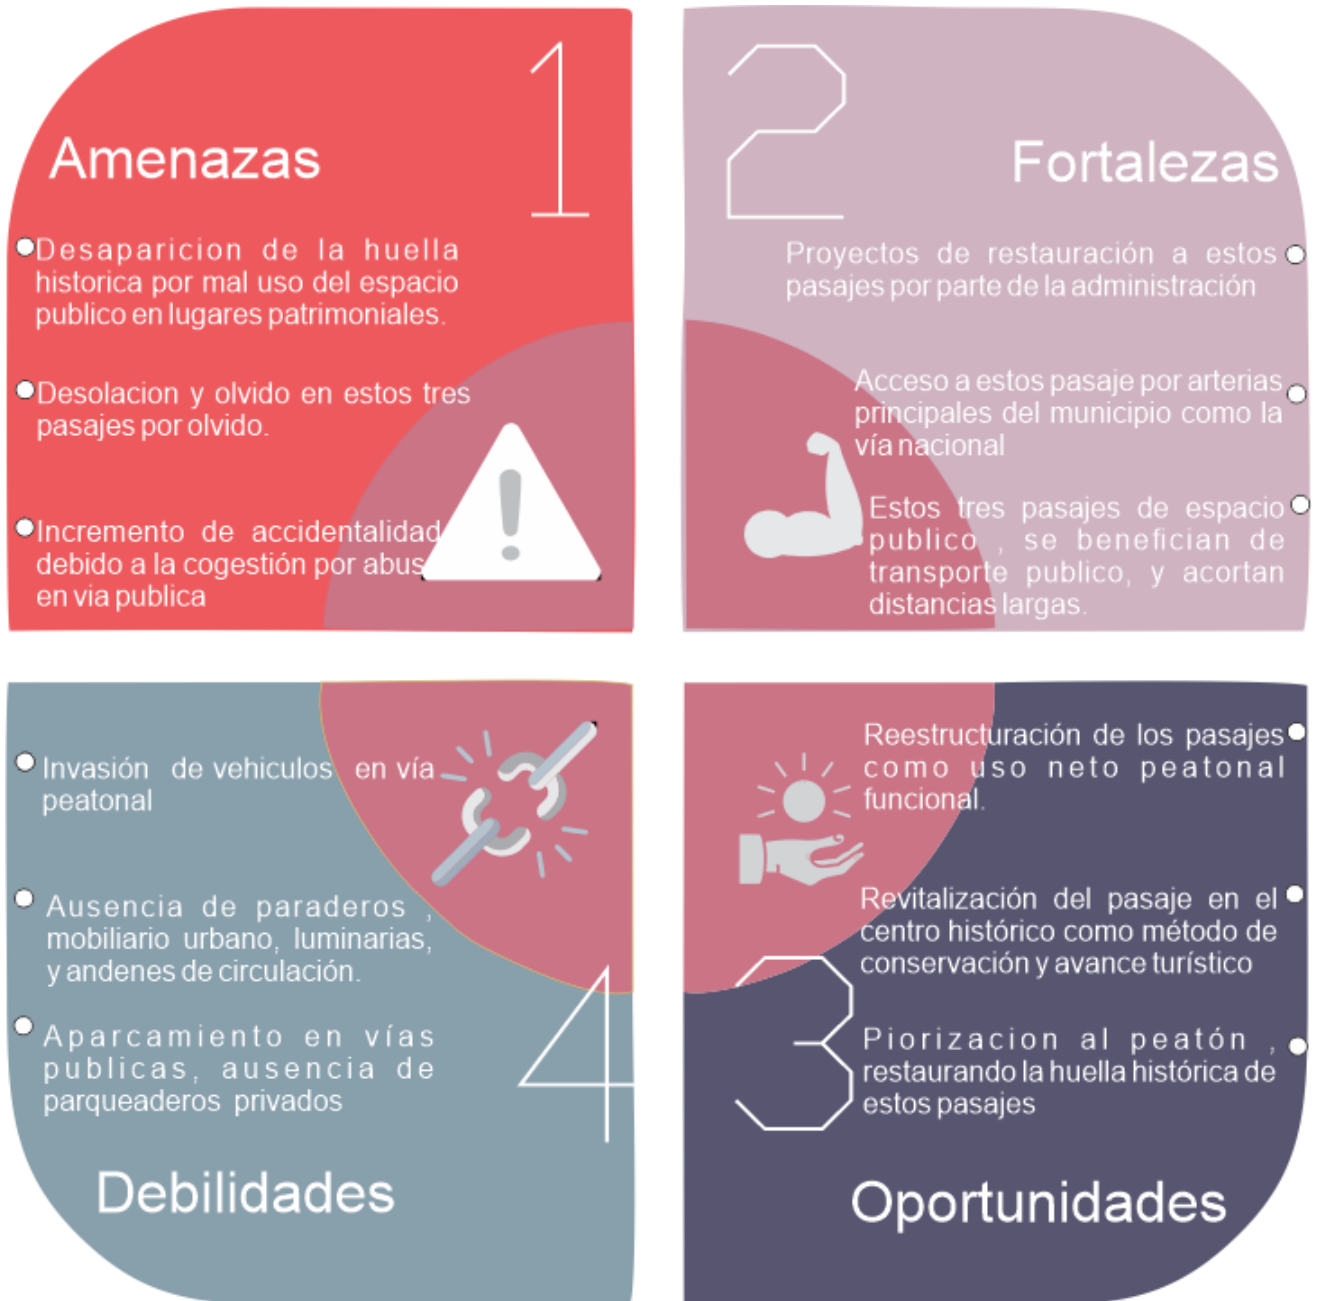 1
Amenazas
Desaparicion de la huella
historica por mal uso del espacio
publico en lugares patrimoniales.
Desolacion y olvido en estos tres
pasajes por olvido.
Incremento de accidentalidad
debido a la cogestión por abus
en via publica
2
Fortalezas
Proyectos de restauración a estos
pasajes por parte de la administración
Acceso a estos pasaje por arterias
principales del municipio como la
vía nacional
Estos tres pasajes de espacio
publico , se benefician de
transporte publico, y acortan
distancias largas.
Invasión de vehiculos en vía
peatonal
Ausencia de paraderos ,
mobiliario urbano, luminarias,
y andenes de circulación.
Aparcamiento en vías
publicas, ausencia de
parqueaderos privados
4
Debilidades
Reestructuración de los pasajes
como uso neto peatonal
funcional.
Revitalización del pasaje en el
centro histórico como método de
conservación y avance turístico
3
Piorizacion al peatón ,
restaurando la huella histórica de
estos pasajes
Oportunidades